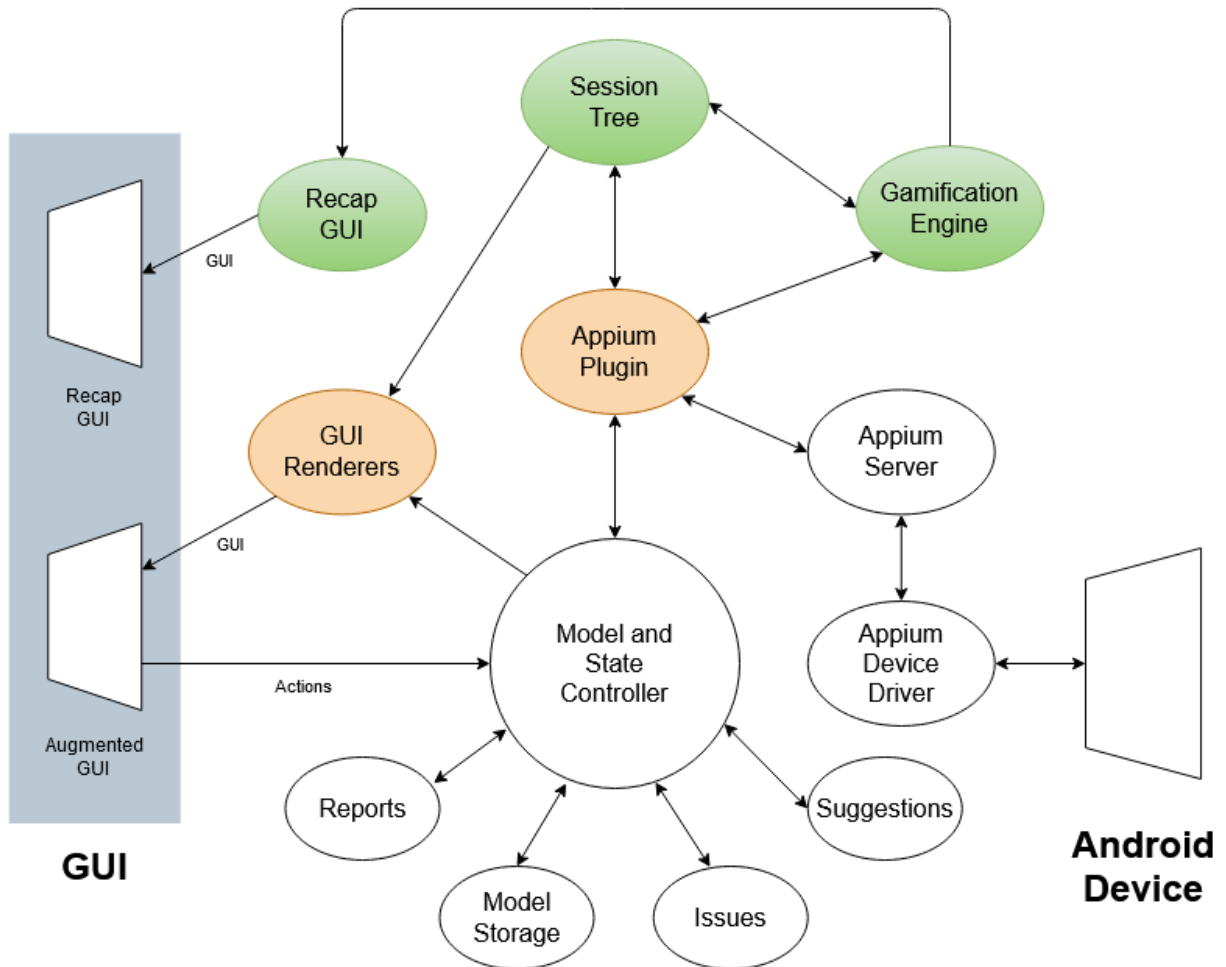 Session
Tree
Recap
GUI
Gamification
Engine
GUI
Recap
GUI
Appium
Plugin
GUI
Renderers
Appium
Server
GUI
Model and
State
Controller
Appium
Device
Driver
Actions
Augmented
GUI
Reports
Suggestions
Model
Storage
Issues
GUI
Android
Device